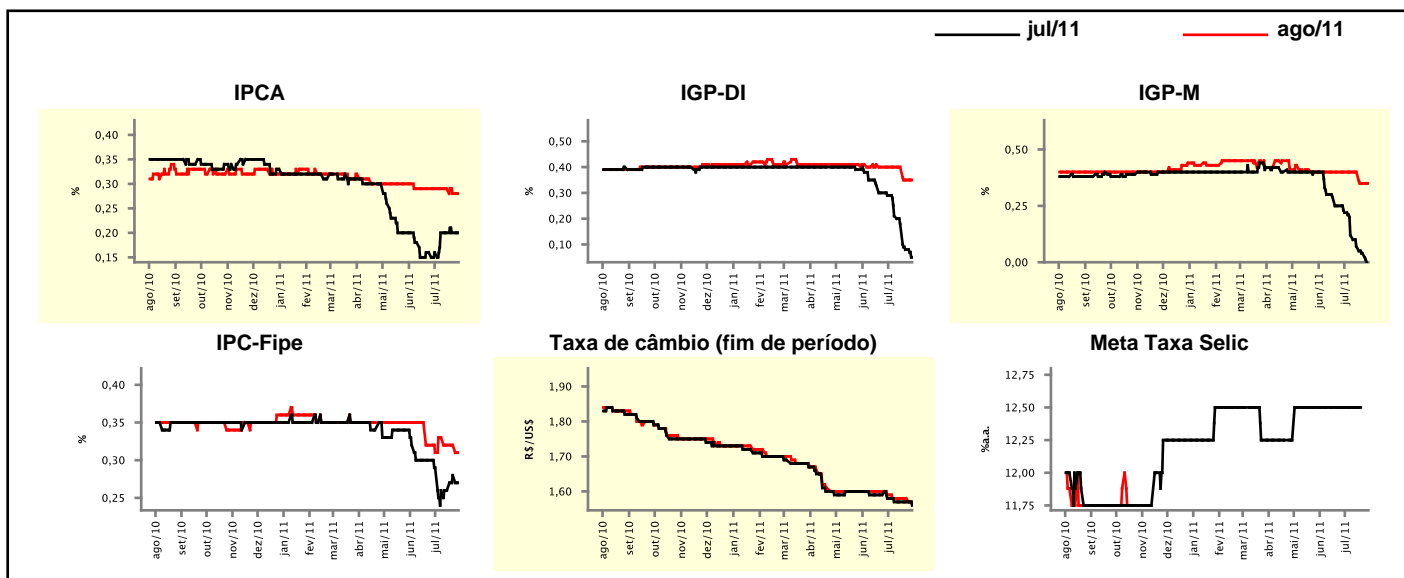 jul/11 ago/11
IPCA IGP-DI IGP-M
0,40
0,35
0,30
0,25
0,20
0,15
%
ago/10 set/10 out/10 nov/10 dez/10 jan/11 fev/11 mar/11 abr/11 mai/11 jun/11 jul/11
0,50
0,40
0,30
0,20
0,10
%
ago/10 set/10 out/10 nov/10 dez/10 jan/11 fev/11 mar/11 abr/11 mai/11 jun/11 jul/11
0,50
0,25
0,00
%
ago/10 set/10 out/10 nov/10 dez/10 jan/11 fev/11 mar/11 abr/11 mai/11 jun/11 jul/11
IPC-Fipe Taxa de câmbio (fim de período) Meta Taxa Selic
0,40
0,35
0,30
0,25
%
ago/10 set/10 out/10 nov/10 dez/10 jan/11 fev/11 mar/11 abr/11 mai/11 jun/11 jul/11
1,90
1,80
1,70
1,60
R$/US$
ago/10 set/10 out/10 nov/10 dez/10 jan/11 fev/11 mar/11 abr/11 mai/11 jun/11 jul/11
12,75
12,50
12,25
12,00
11,75
%a.a.
ago/10 set/10 out/10 nov/10 dez/10 jan/11 fev/11 mar/11 abr/11 mai/11 jun/11 jul/11